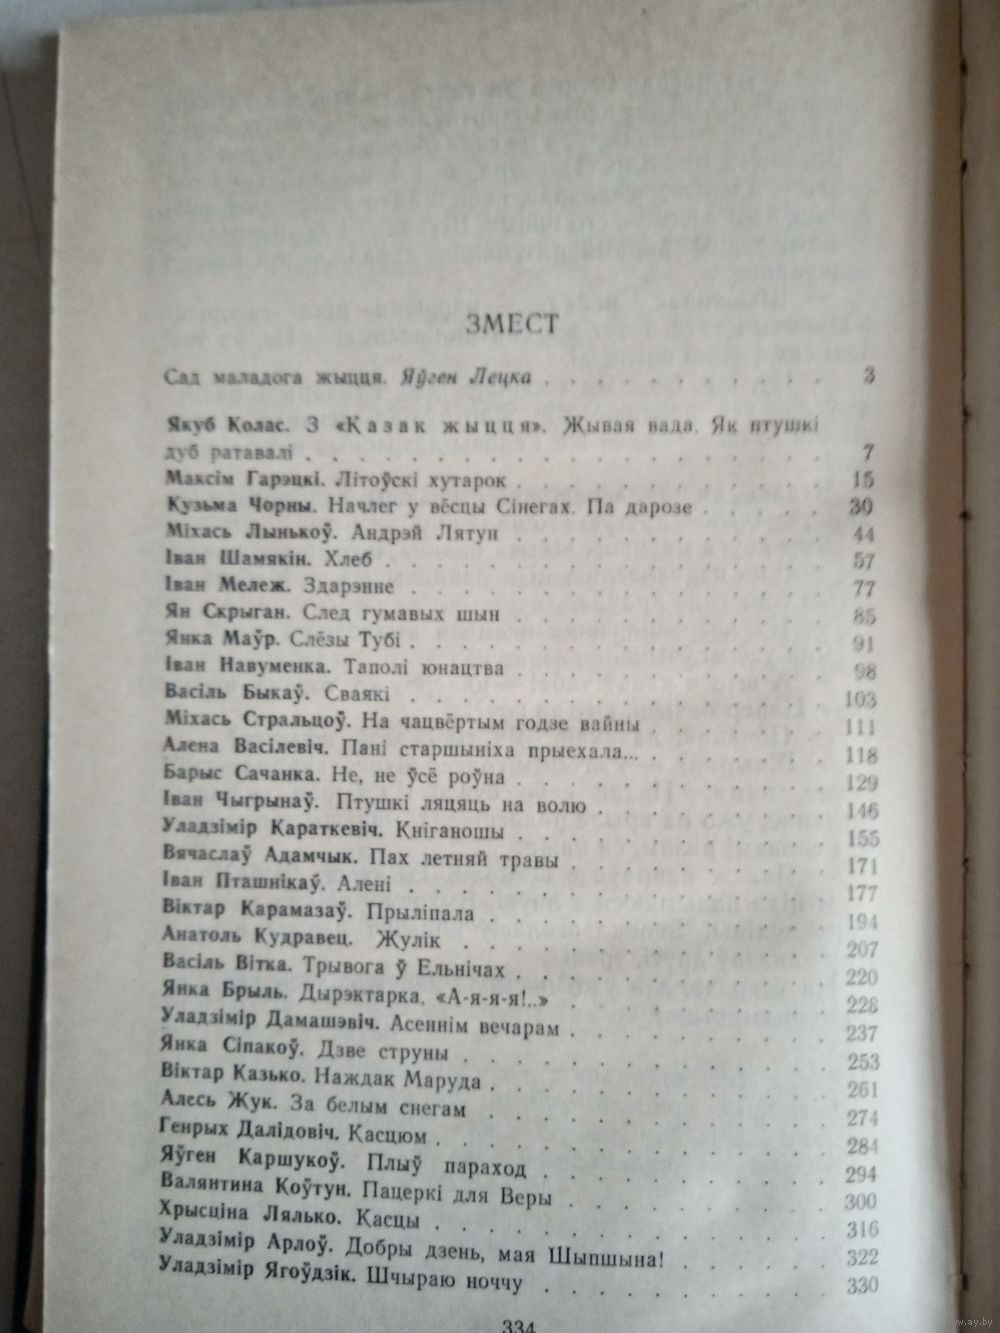 ЗМЕСТ
Сад маладога жыцця. Яўген Лецка . . . . . . . . . . . 3
Якуб Колас. З «Казак жыцця». Жывая вада. Як птушкі
дуб ратавалі . . . . . . . . . . . . . . . . . . . . 7
Максім Гарэцкі. Літоўскі хутарок . . . . . . . . . . . . 15
Кузьма Чорны. Начлег у вёсцы Сінегах. Па дарозе . . . . . 30
Міхась Лынькоў. Андрэй Лятун . . . . . . . . . . . . 44
Іван Шамякін. Хлеб . . . . . . . . . . . . . . . . . 57
Іван Мележ. Здарэнне . . . . . . . . . . . . . . . . 77
Ян Скрыган. След гумавых шын . . . . . . . . . . . . 85
Янка Маўр. Слёзы Тубі . . . . . . . . . . . . . . . . 91
Іван Навуменка. Таполі юнацтва . . . . . . . . . . . . 98
Васіль Быкаў. Сваякі . . . . . . . . . . . . . . . . 103
Міхась Стральцоў. На чацвёртым годзе вайны . . . . . . . 111
Алена Васілевіч. Пані старшыніха прыехала... . . . . . . . 118
Барыс Сачанка. Не, не ўсё роўна . . . . . . . . . . . . 129
Іван Чыгрынаў. Птушкі ляцяць на волю . . . . . . . . . 146
Уладзімір Караткевіч. Кніганошы . . . . . . . . . . . . 155
Вячаслаў Адамчык. Пах летняй травы . . . . . . . . . . 171
Іван Пташнікаў. Алені . . . . . . . . . . . . . . . . 177
Віктар Карамазаў. Прыліпала . . . . . . . . . . . . . 194
Анатоль Кудравец. Жулік . . . . . . . . . . . . . . 207
Васіль Вітка. Трывога ў Ельнічах . . . . . . . . . . . . 220
Янка Брыль. Дырэктарка. «А-я-я-я!..» . . . . . . . . . . 228
Уладзімір Дамашэвіч. Асеннім вечарам . . . . . . . . . . 237
Янка Сіпакоў. Дзве струны . . . . . . . . . . . . . . 253
Віктар Казько. Наждак Маруда . . . . . . . . . . . . . 261
Алесь Жук. За белым снегам . . . . . . . . . . . . . 274
Генрых Далідовіч. Касцюм . . . . . . . . . . . . . . 284
Яўген Каршукоў. Плыў параход . . . . . . . . . . . . 294
Валянтина Коўтун. Пацеркі для Веры . . . . . . . . . . 300
Хрысціна Лялько. Касцы . . . . . . . . . . . . . . . 316
Уладзімір Арлоў. Добры дзень, мая Шыпшына! . . . . . . 322
Уладзімір Ягоўдзік. Шчыраю ноччу . . . . . . . . . . . 330
334
www.ay.by